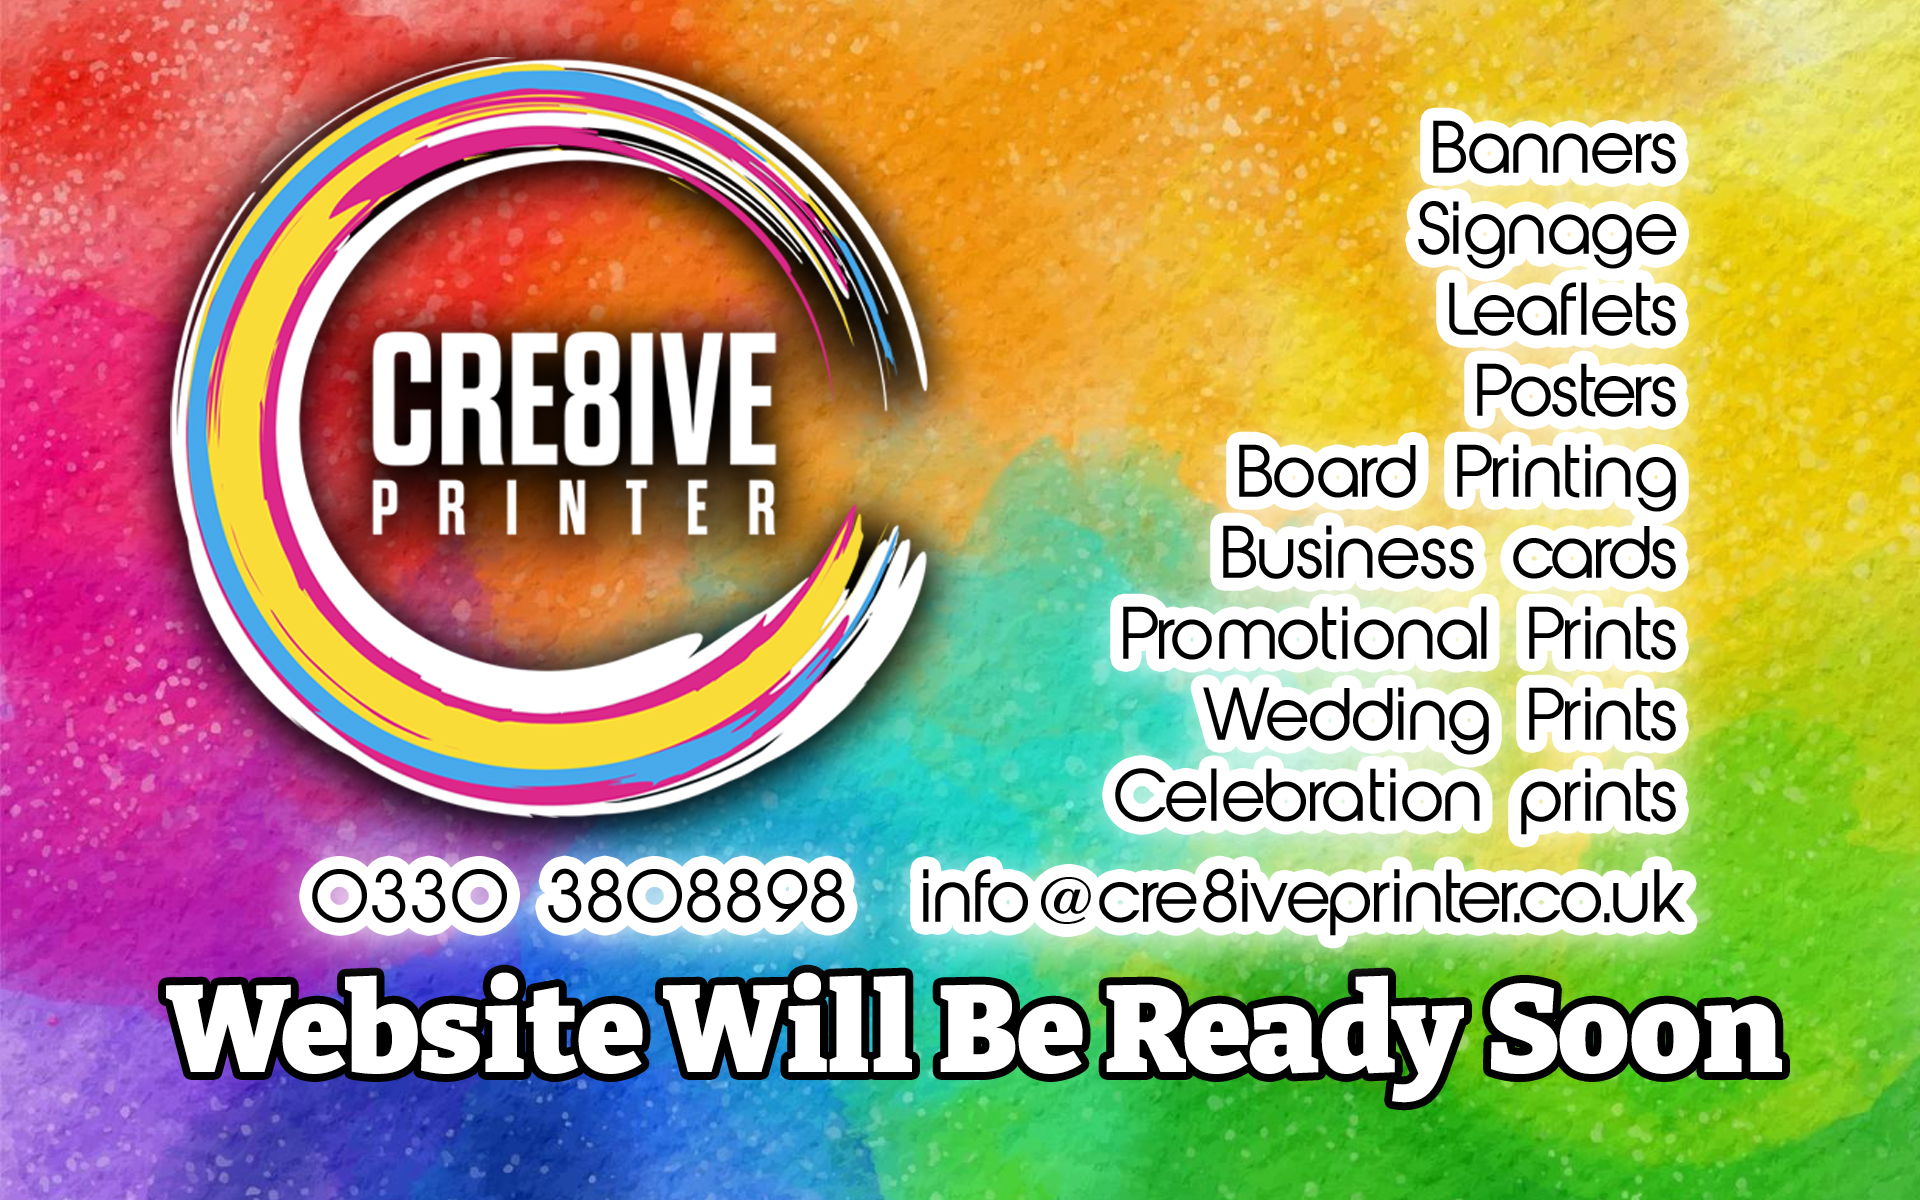 CRE8IVE
PRINTER
Banners
Signage
Leaflets
Posters
Board Printing
Business cards
Promotional Prints
Wedding Prints
Celebration prints
0330 3808898 info@cre8iveprinter.co.uk
Website Will Be Ready Soon